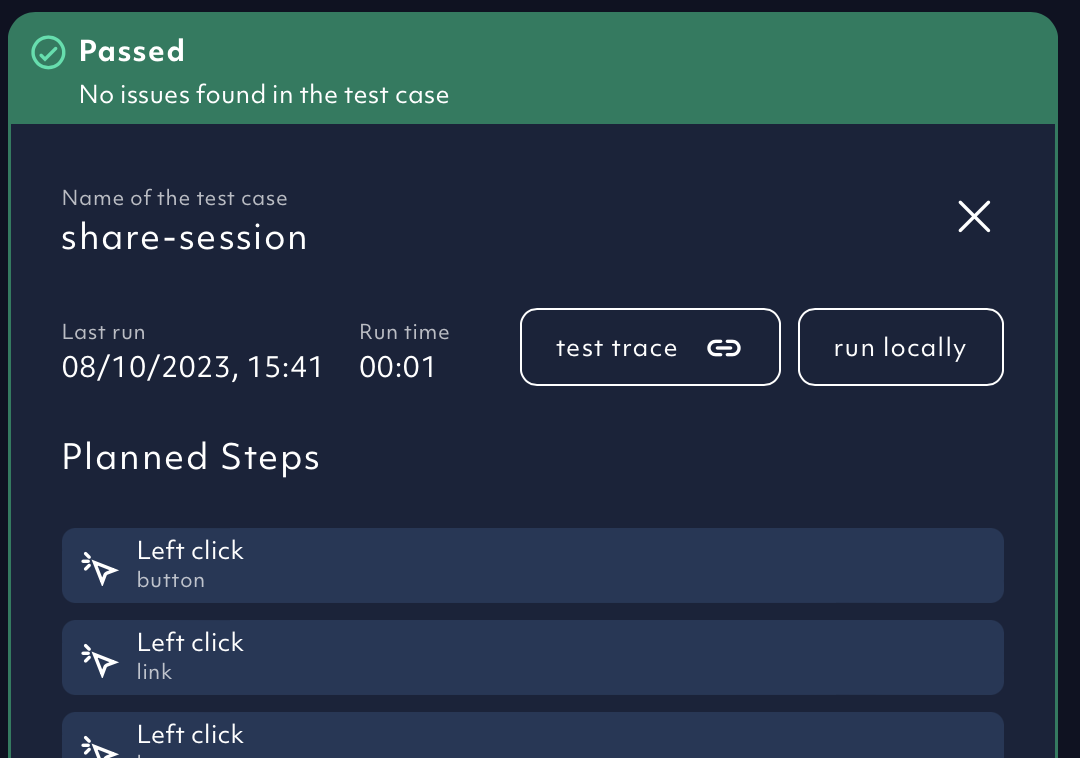 Passed
No issues found in the test case
Name of the test case
share-session
Last run
08/10/2023, 15:41
Run time
00:01
test trace
run locally
Planned Steps
Left click
button
Left click
link
Left click